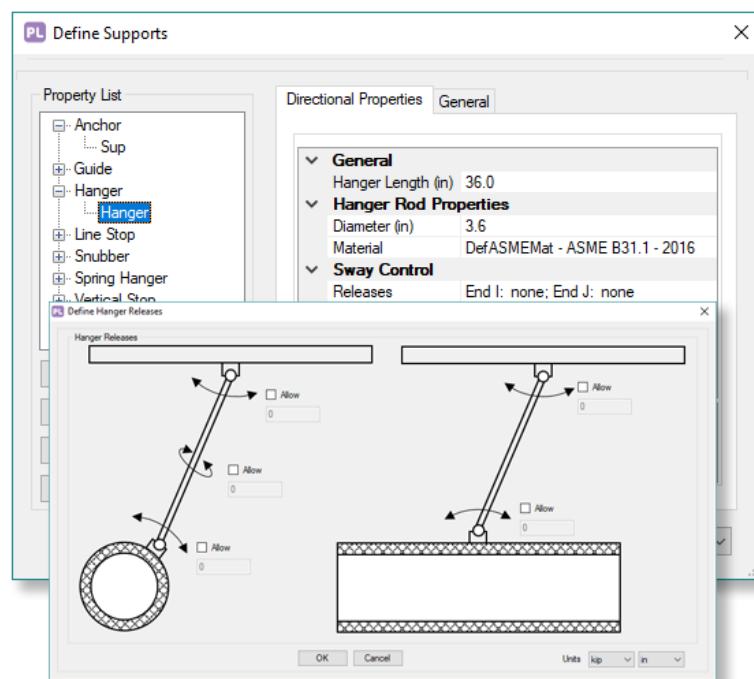 PL Define Supports
Property List
Anchor
Sup
Guide
Hanger
Hanger
Line Stop
Snubber
Spring Hanger
Vertical Stop
Directional Properties
General
General
Hanger Length (in) 36.0
Hanger Rod Properties
Diameter (in) 3.6
Material DefASMEMat - ASME B31.1 - 2016
Sway Control
Releases End I: none; End J: none
PL Define Hanger Releases
Hanger Releases
Allow
0
Allow
0
Allow
0
Allow
0
Allow
0
OK Cancel
Units kip in